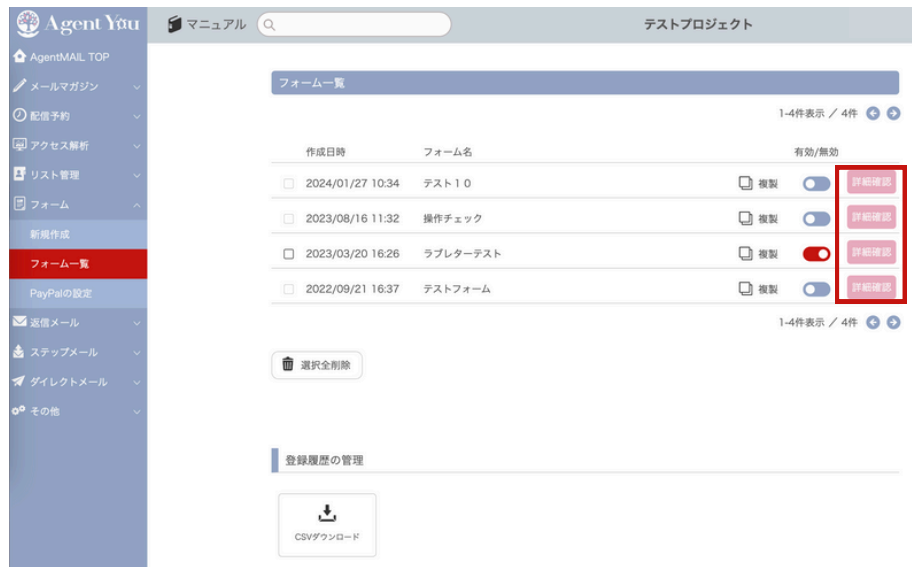 Agent You
マニュアル
テストプロジェクト
AgentMAIL TOP
メールマガジン
配信予約
アクセス解析
リスト管理
フォーム
新規作成
フォーム一覧
PayPalの設定
返信メール
ステップメール
ダイレクトメール
その他
フォーム一覧
1-4件表示 / 4件
作成日時 フォーム名 有効/無効
2024/01/27 10:34 テスト10 複製 詳細確認
2023/08/16 11:32 操作チェック 複製 詳細確認
2023/03/20 16:26 ラブレターテスト 複製 詳細確認
2022/09/21 16:37 テストフォーム 複製 詳細確認
1-4件表示 / 4件
選択全削除
登録履歴の管理
CSVダウンロード